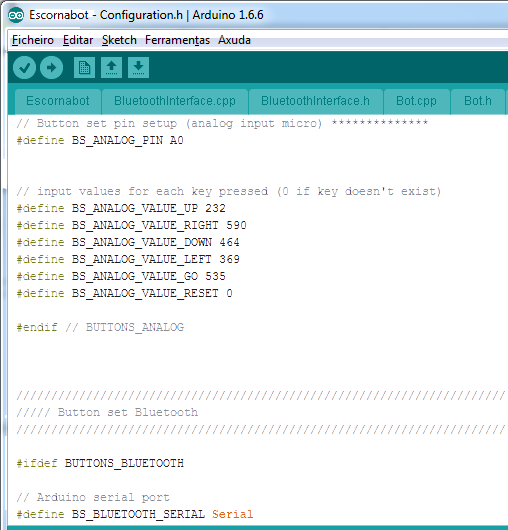 Escornabot - Configuration.h | Arduino 1.6.6
Ficheiro Editar Sketch Ferramentas Axuda
Escornabot BluetoothInterface.cpp BluetoothInterface.h Bot.cpp Bot.h
// Button set pin setup (analog input micro) **************
#define BS_ANALOG_PIN A0
// input values for each key pressed (0 if key doesn't exist)
#define BS_ANALOG_VALUE_UP 232
#define BS_ANALOG_VALUE_RIGHT 590
#define BS_ANALOG_VALUE_DOWN 464
#define BS_ANALOG_VALUE_LEFT 369
#define BS_ANALOG_VALUE_GO 535
#define BS_ANALOG_VALUE_RESET 0
#endif // BUTTONS_ANALOG
//////////////////////////////////////////////////////////////////////
///// Button set Bluetooth
//////////////////////////////////////////////////////////////////////
#ifdef BUTTONS_BLUETOOTH
// Arduino serial port
#define BS_BLUETOOTH_SERIAL Serial